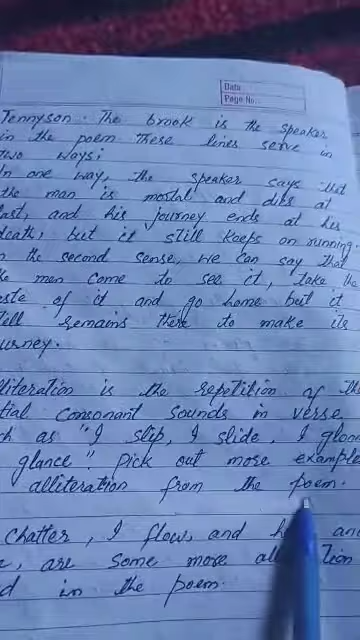 Date
Page No.
Tennyson. The brook is the speaker
in the poem These lines serve in
two ways:
In one way, the speaker says that
the man is mortal and dies at
last, and his journey ends at his
death, but it still keeps on running.
In the second sense, we can say that
the men come to see it, take the
of it and go home but it
still remains there to make its
journey.
Alliteration is the repetition of the
initial consonant sounds in verse
such as "I slip, I slide, I gloom
glance" Pick out more example
alliteration from the poem.
chatter, I flow, and
are some more
in the poem.